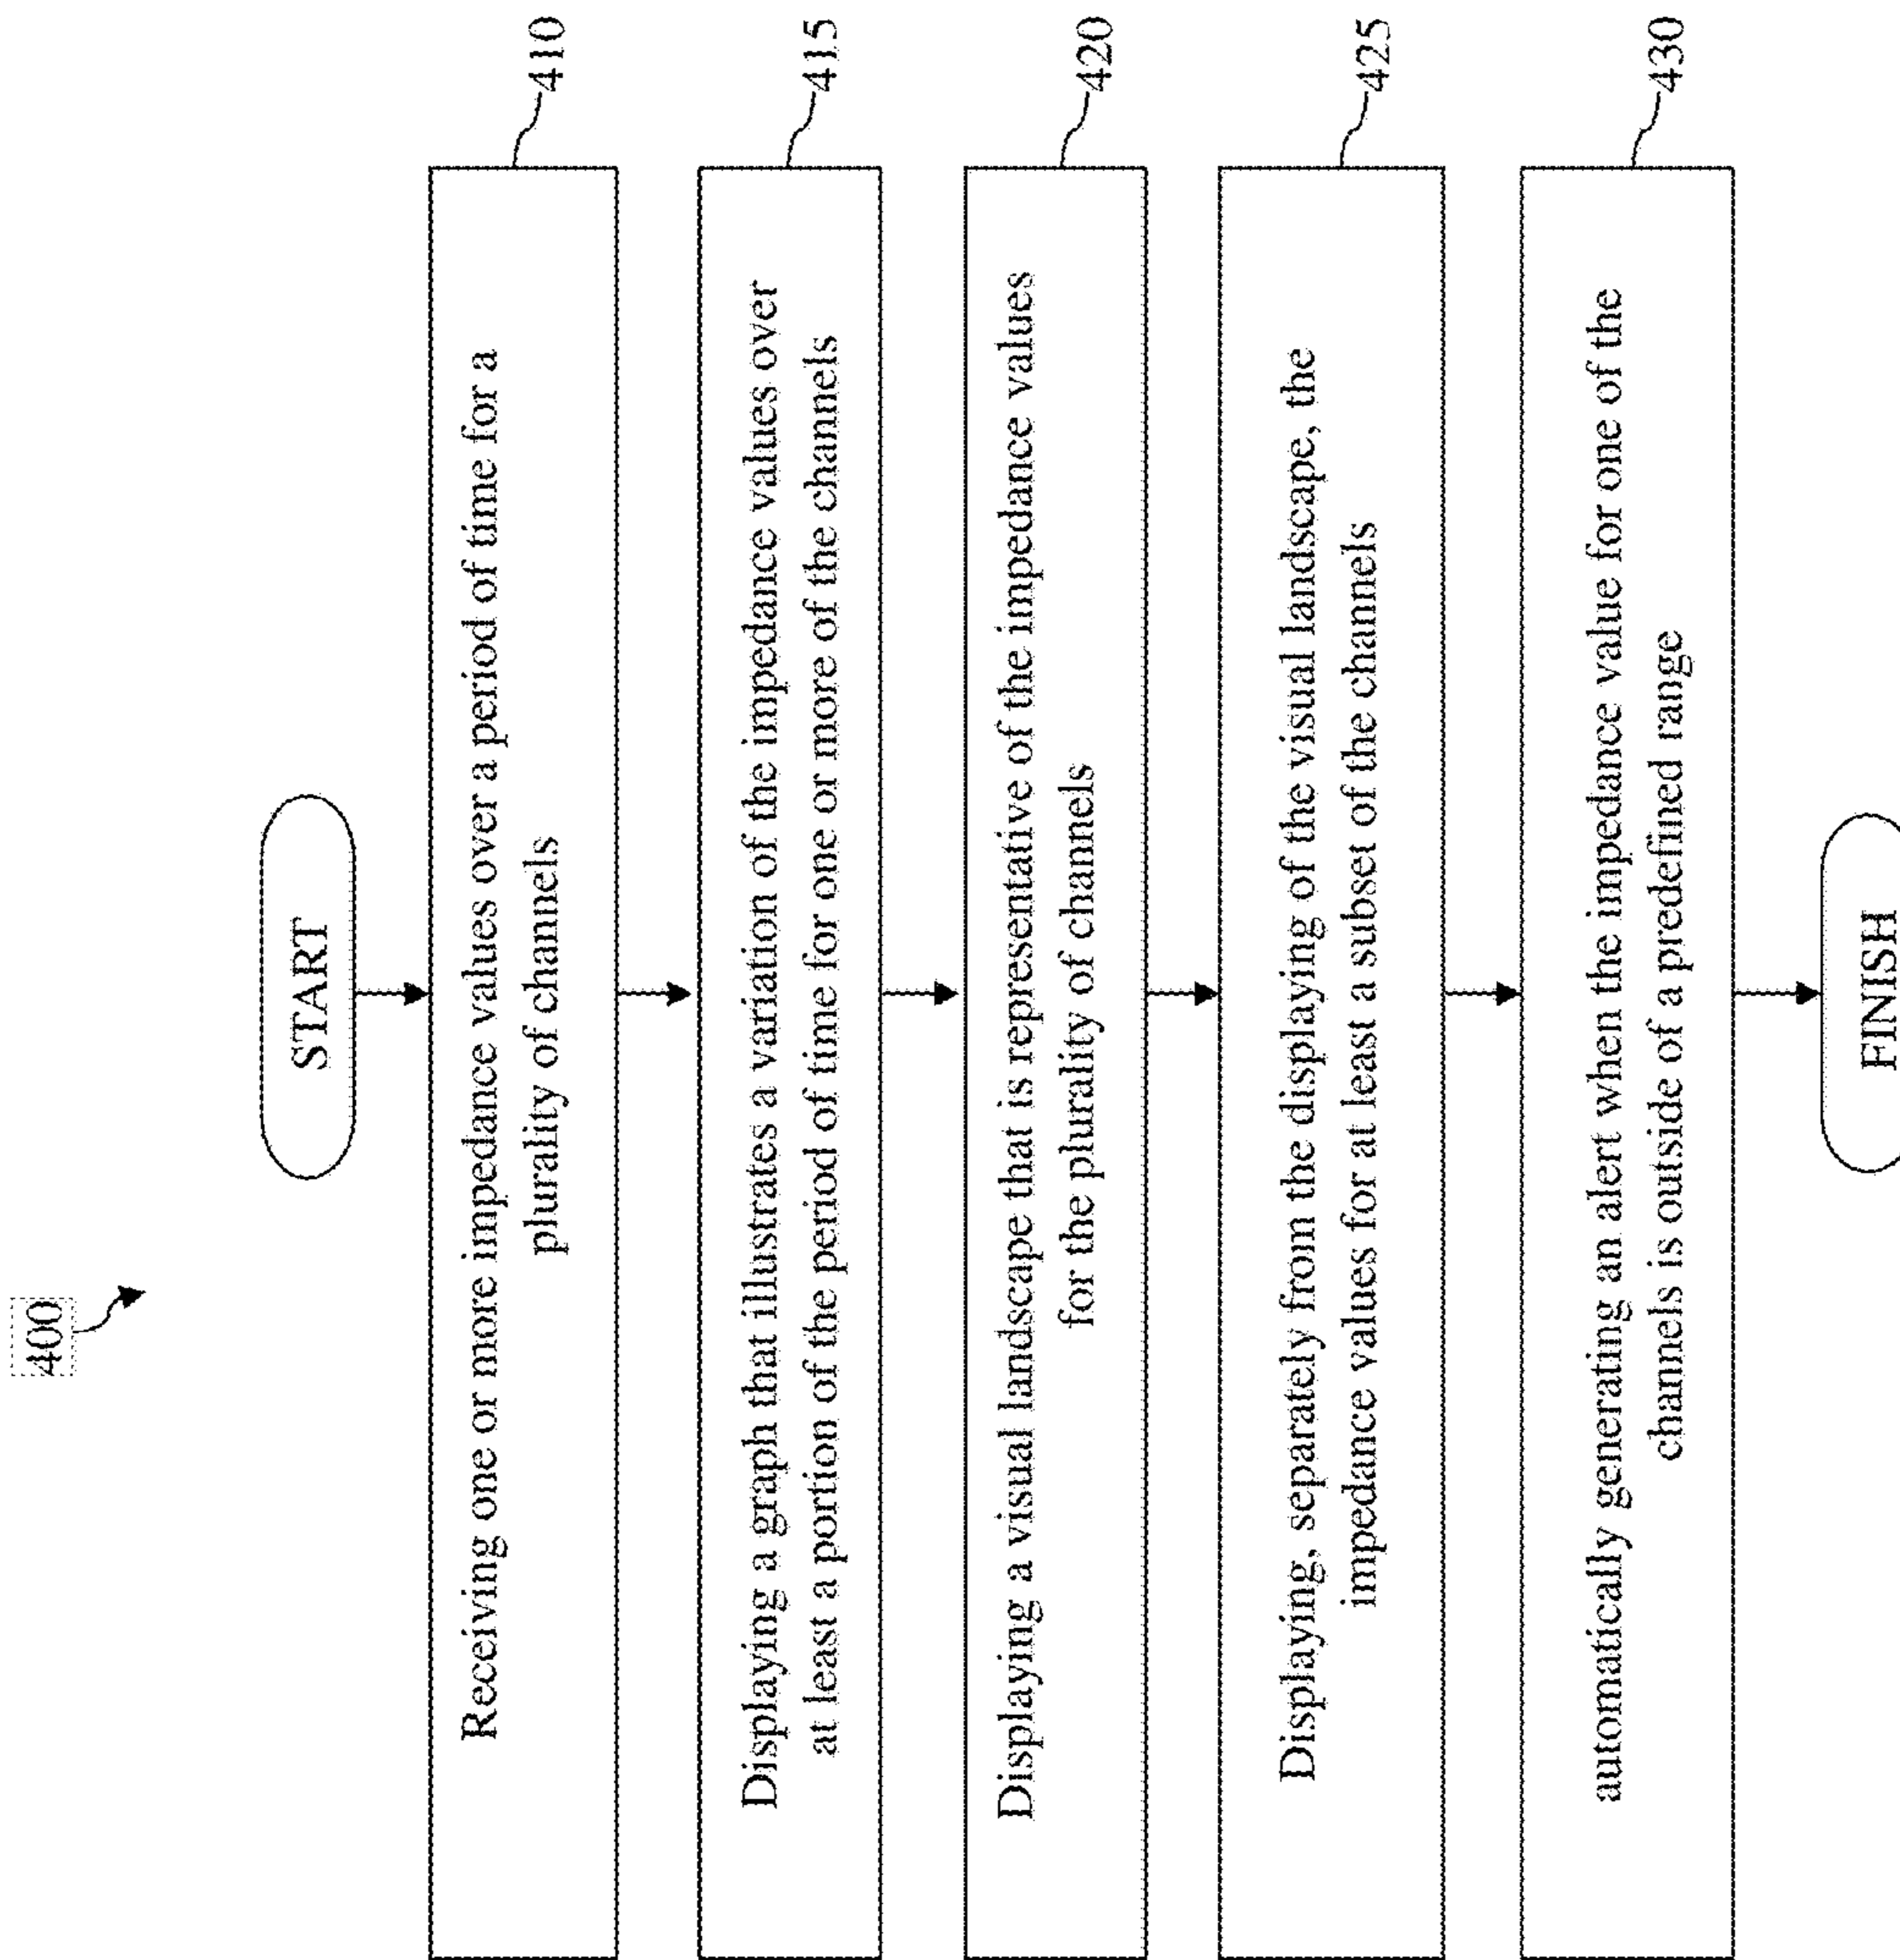 400
START
Receiving one or more impedance values over a period of time for a
plurality of channels
410
Displaying a graph that illustrates a variation of the impedance values over
at least a portion of the period of time for one or more of the channels
415
Displaying a visual landscape that is representative of the impedance values
for the plurality of channels
420
Displaying, separately from the displaying of the visual landscape, the
impedance values for at least a subset of the channels
425
automatically generating an alert when the impedance value for one of the
channels is outside of a predefined range
430
FINISH